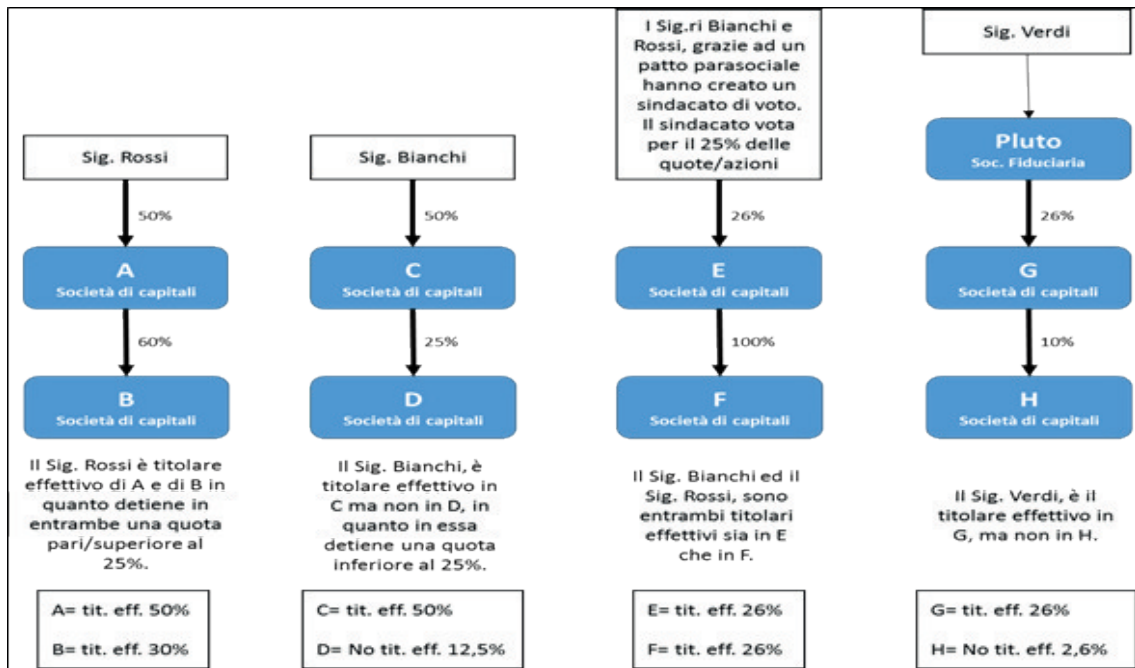 Sig. Rossi
50%
A
Società di capitali
60%
B
Società di capitali
Il Sig. Rossi è titolare
effettivo di A e di B in
quanto detiene in
entrambe una quota
pari/superiore al
25%.
A= tit. eff. 50%
B= tit. eff. 30%
Sig. Bianchi
50%
C
Società di capitali
25%
D
Società di capitali
Il Sig. Bianchi, è
titolare effettivo in
C ma non in D, in
quanto in essa
detiene una quota
inferiore al 25%.
C= tit. eff. 50%
D= No tit. eff. 12,5%
I Sig.ri Bianchi e
Rossi, grazie ad un
patto parasociale
hanno creato un
sindacato di voto.
Il sindacato vota
per il 25% delle
quote/azioni
26%
E
Società di capitali
100%
F
Società di capitali
Il Sig. Bianchi ed il
Sig. Rossi, sono
entrambi titolari
effettivi sia in E
che in F.
E= tit. eff. 26%
F= tit. eff. 26%
Sig. Verdi
Pluto
Soc. Fiduciaria
26%
G
Società di capitali
10%
H
Società di capitali
Il Sig. Verdi, è il
titolare effettivo in
G, ma non in H.
G= tit. eff. 26%
H= No tit. eff. 2,6%